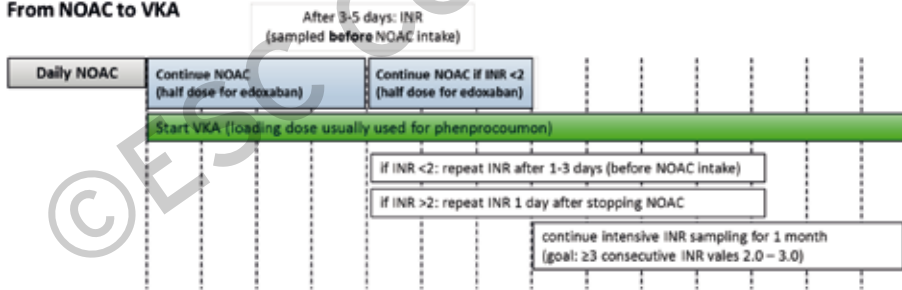 From NOAC to VKA
After 3-5 days: INR
(sampled before NOAC intake)
Daily NOAC
Continue NOAC
(half dose for edoxaban)
Continue NOAC if INR <2
(half dose for edoxaban)
Start VKA (loading dose usually used for phenprocoumon)
if INR <2: repeat INR after 1-3 days (before NOAC intake)
if INR >2: repeat INR 1 day after stopping NOAC
continue intensive INR sampling for 1 month
(goal: ≥3 consecutive INR vales 2.0 – 3.0)
©ESC